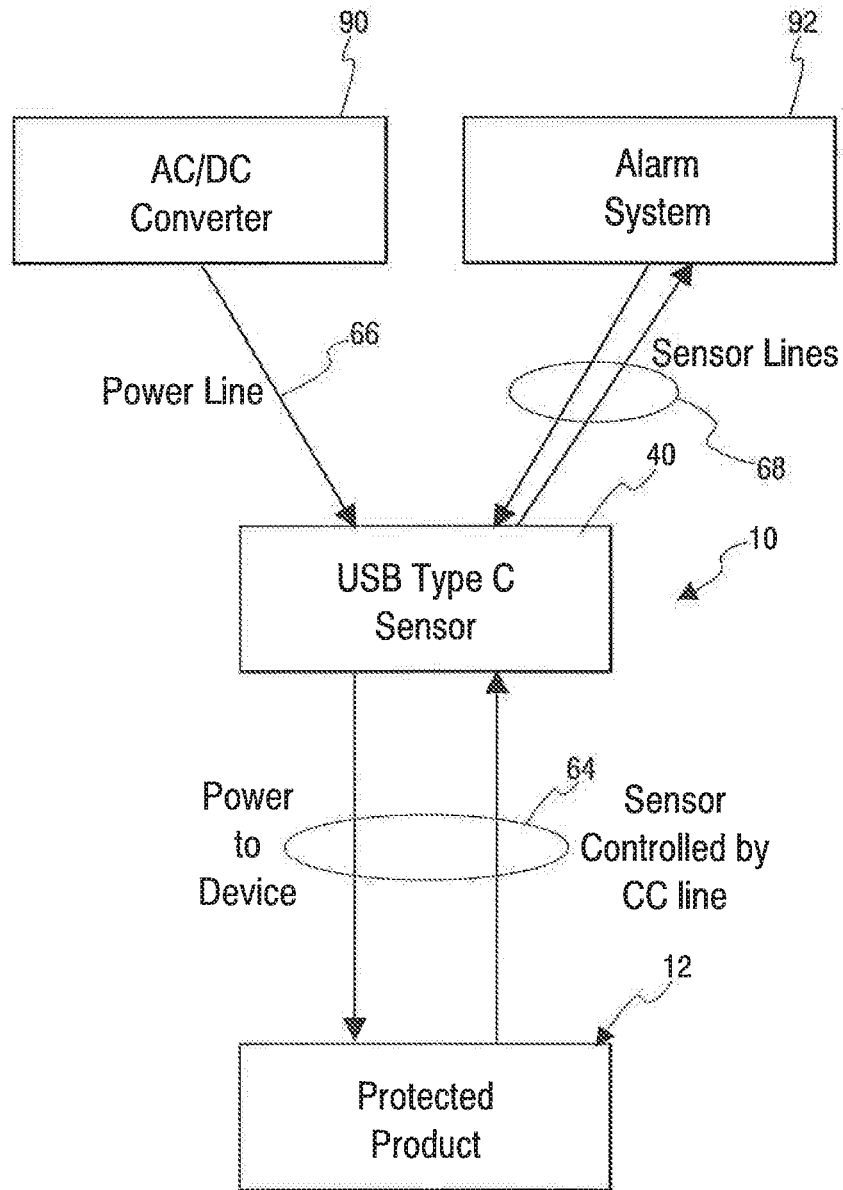 90
92
AC/DC
Converter
Alarm
System
66
Power Line
Sensor Lines
68
40
10
USB Type C
Sensor
64
Power
to
Device
Sensor
Controlled by
CC line
12
Protected
Product